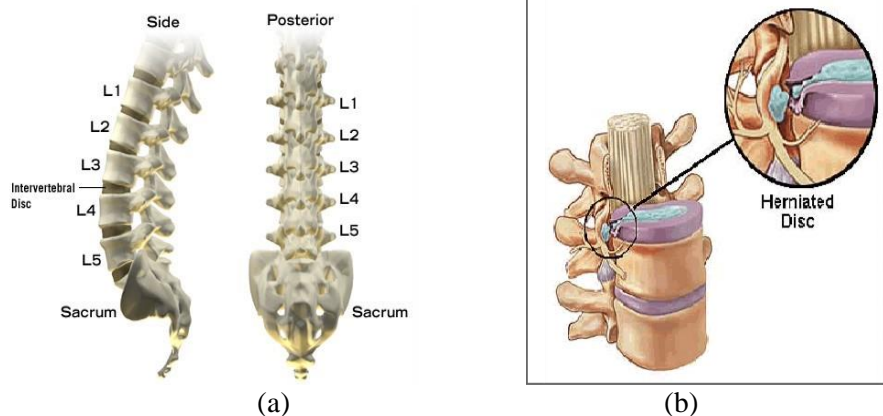 Side
Posterior
L1
L2
L3
Intervertebral
Disc
L4
L5
Sacrum
L1
L2
L3
L4
L5
Sacrum
Herniated
Disc
(a)
(b)